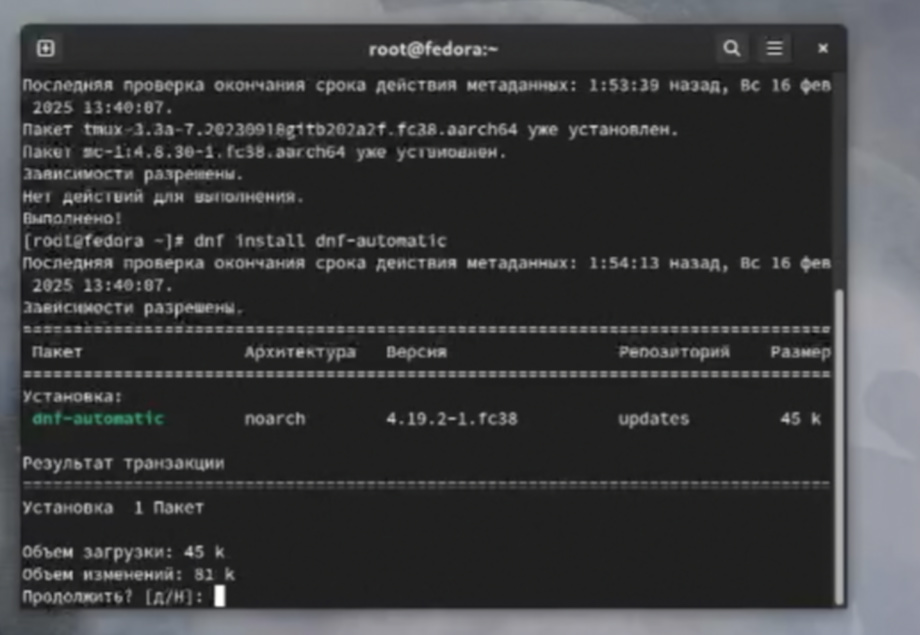 root@fedora:~
Последняя проверка окончания срока действия метаданных: 1:53:39 назад, Вс 16 фев
2025 13:40:07.
Пакет tmux-3.3a-7.20230918gitb202a2f.fc38.aarch64 уже установлен.
Пакет mc-1:4.8.30-1.fc38.aarch64 уже установлен.
Зависимости разрешены.
Нет действий для выполнения.
Выполнено!
[root@fedora ~]# dnf install dnf-automatic
Последняя проверка окончания срока действия метаданных: 1:54:13 назад, Вс 16 фев
2025 13:40:07.
Зависимости разрешены.
================================================================================
Пакет Архитектура Версия Репозиторий Размер
================================================================================
Установка:
dnf-automatic noarch 4.19.2-1.fc38 updates 45 k
Результат транзакции
================================================================================
Установка 1 Пакет
Объем загрузки: 45 k
Объем изменений: 81 k
Продолжить? [д/Н]: